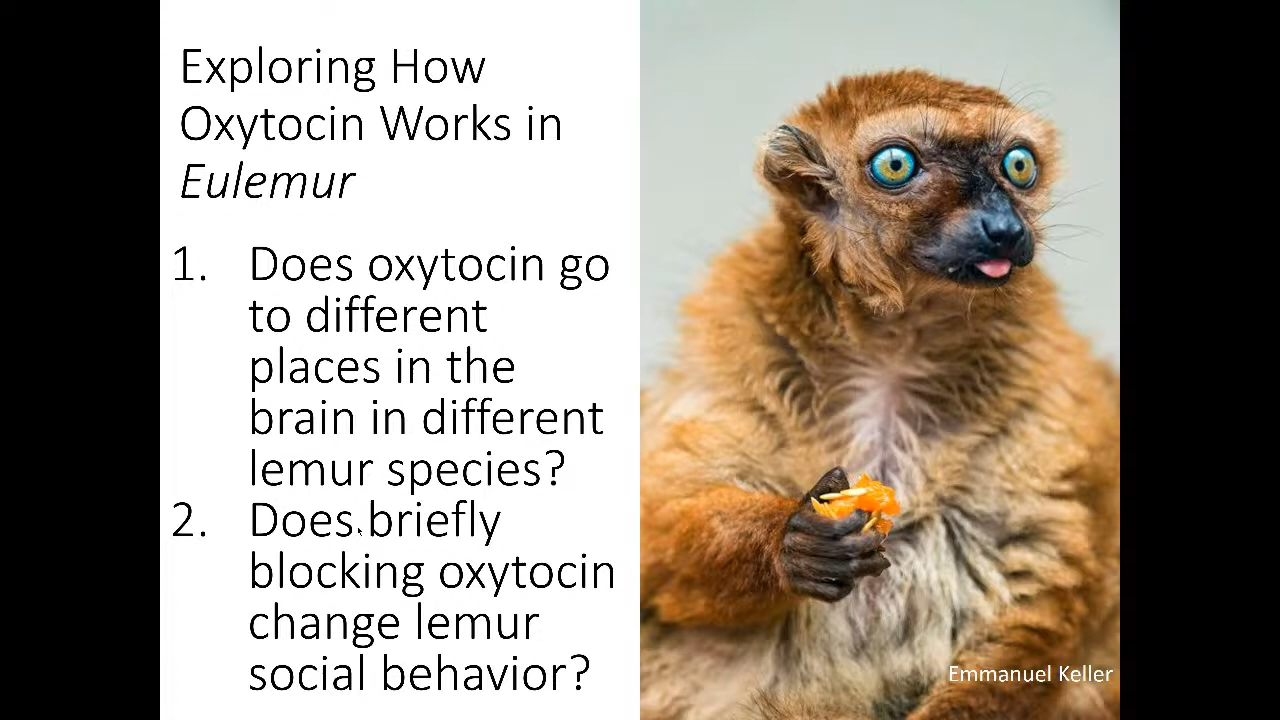 Exploring How
Oxytocin Works in
Eulemur
1. Does oxytocin go
to different
places in the
brain in different
lemur species?
2. Does briefly
blocking oxytocin
change lemur
social behavior?
Emmanuel Keller